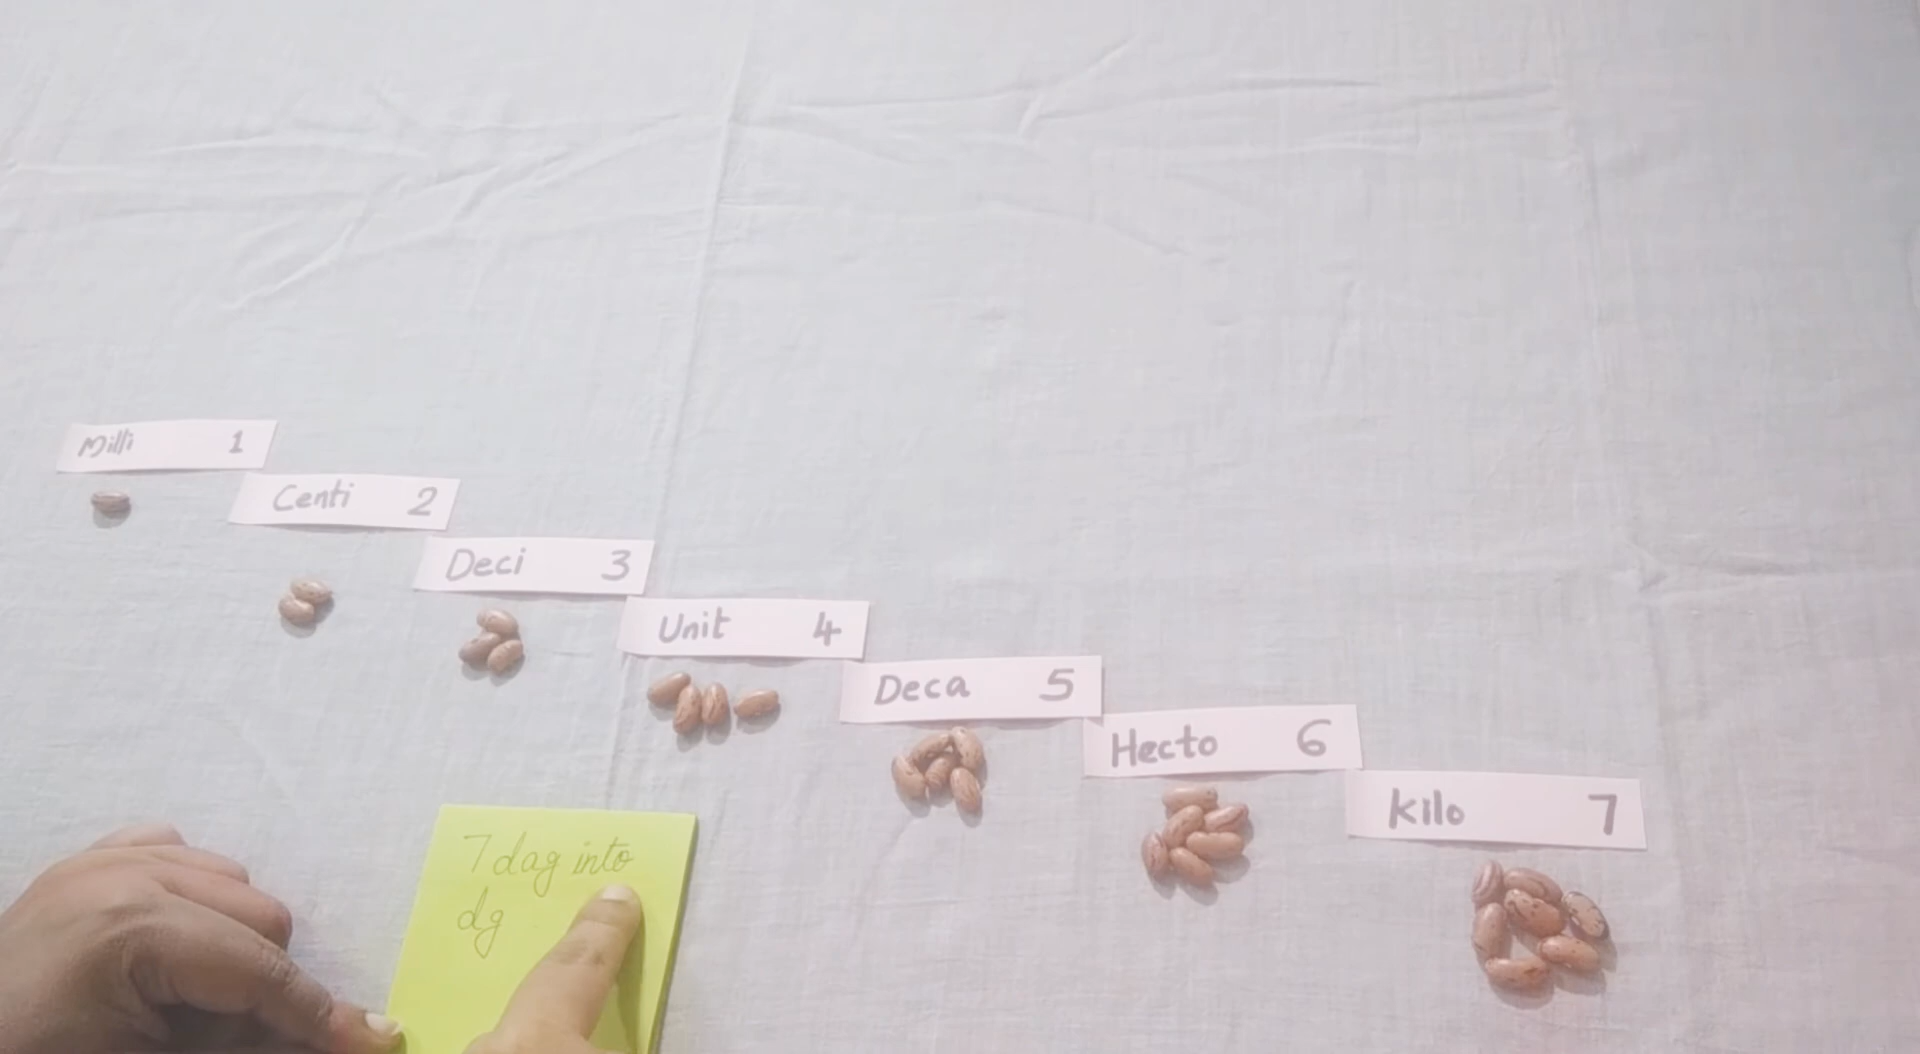 Milli 1
Centi 2
Deci 3
Unit 4
Deca 5
Hecto 6
Kilo 7
7 dag into
dg